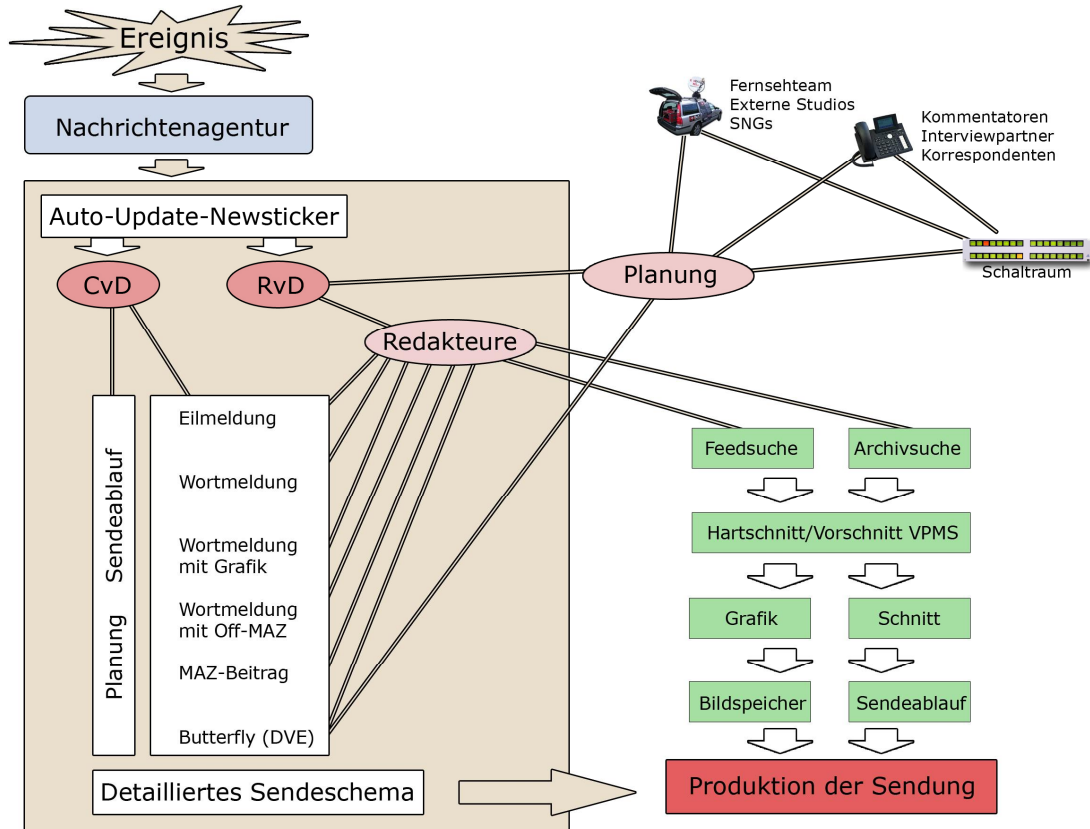 Ereignis
Nachrichtenagentur
Fernsehteam
Externe Studios
SNGs
Kommentatoren
Interviewpartner
Korrespondenten
Schaltraum
Auto-Update-Newsticker
CvD
RvD
Planung
Redakteure
Planung Sendeablauf
Eilmeldung
Wortmeldung
Wortmeldung
mit Grafik
Wortmeldung
mit Off-MAZ
MAZ-Beitrag
Butterfly (DVE)
Detailliertes Sendeschema
Feedsuche
Archivsuche
Hartschnitt/Vorschnitt VPMS
Grafik
Schnitt
Bildspeicher
Sendeablauf
Produktion der Sendung